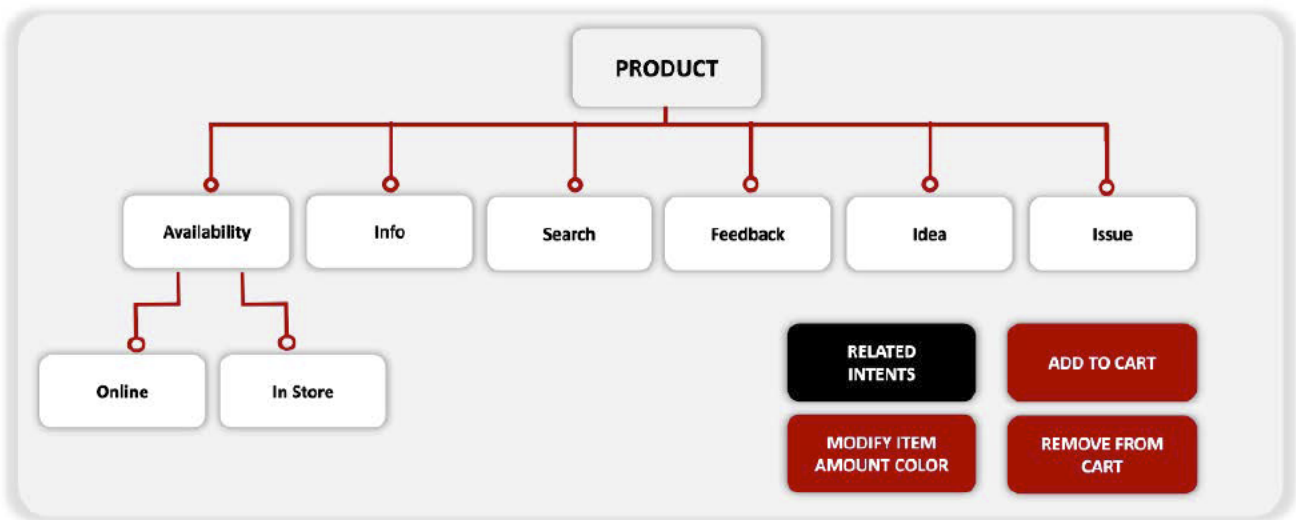 PRODUCT
Availability
Info
Search
Feedback
Idea
Issue
Online
In Store
RELATED
INTENTS
ADD TO CART
MODIFY ITEM
AMOUNT COLOR
REMOVE FROM
CART